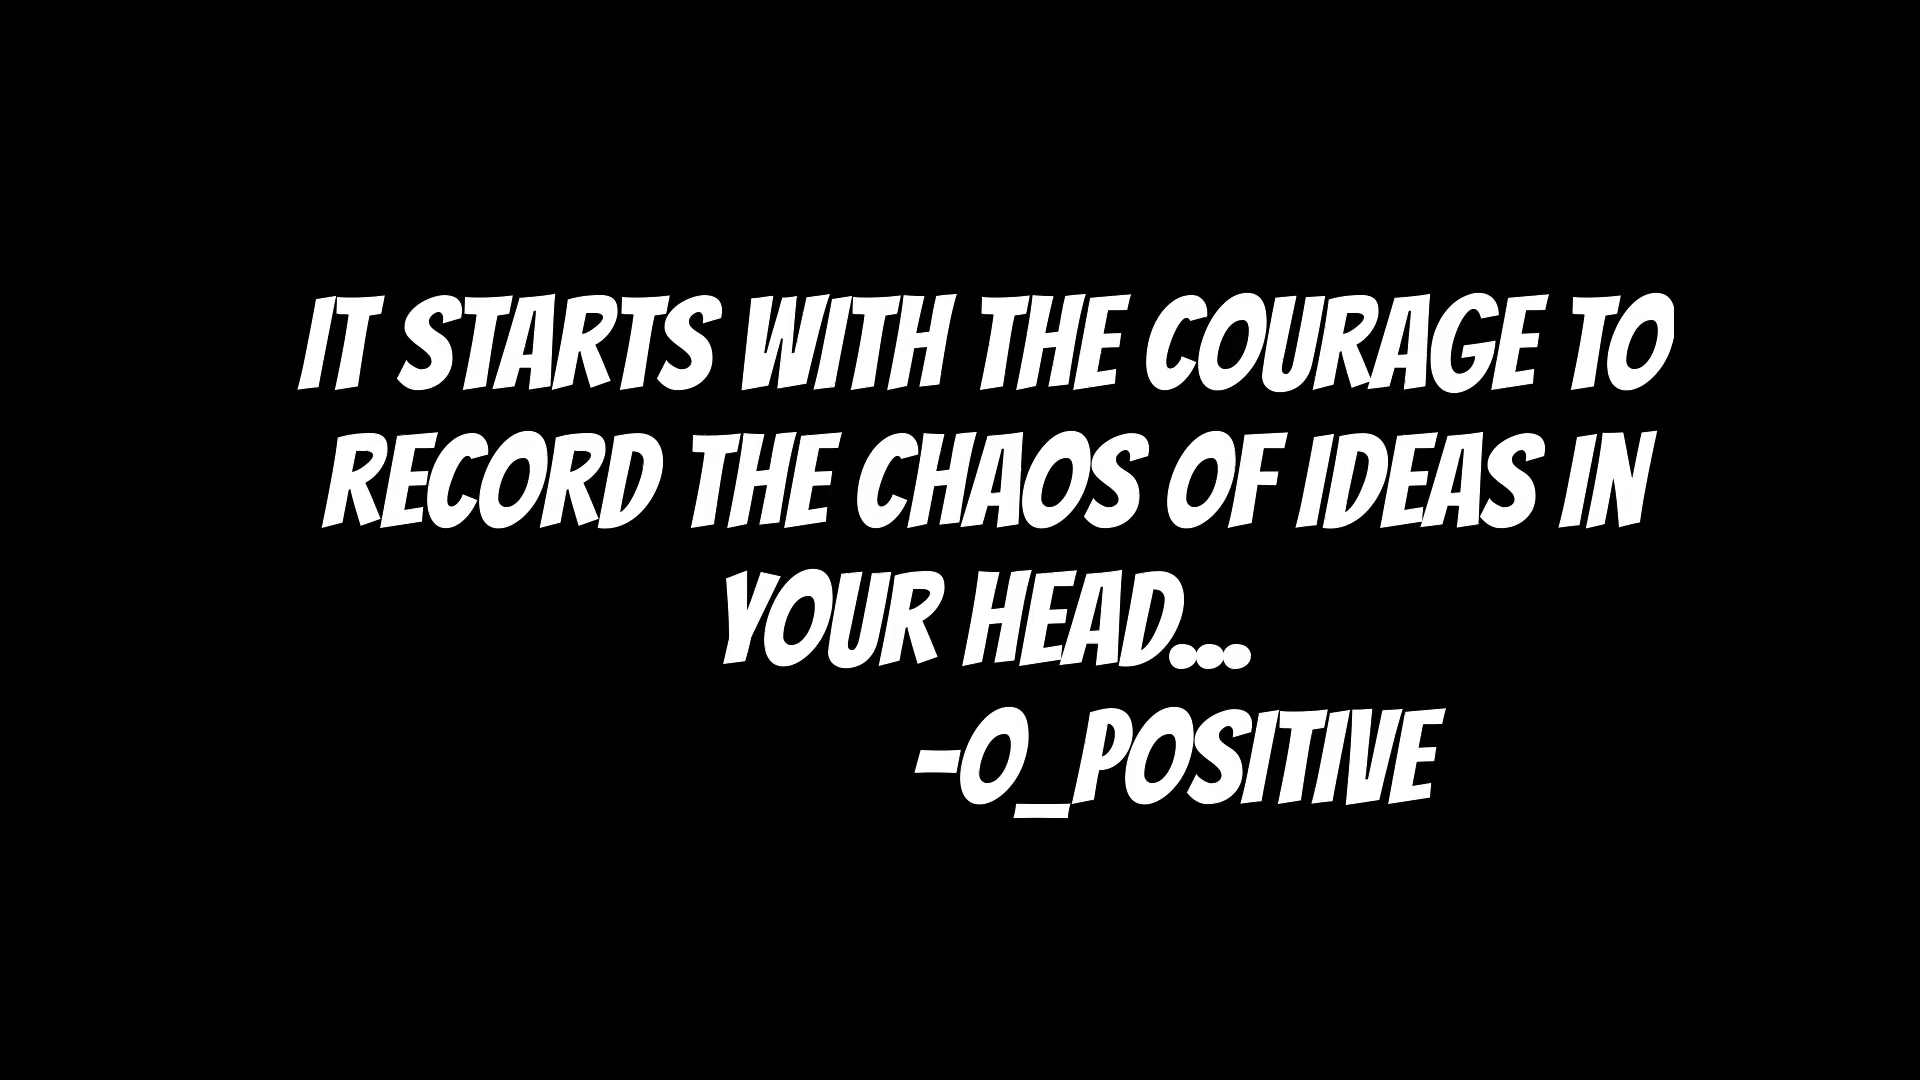 IT STARTS WITH THE COURAGE TO
RECORD THE CHAOS OF IDEAS IN
YOUR HEAD...
-O_POSITIVE